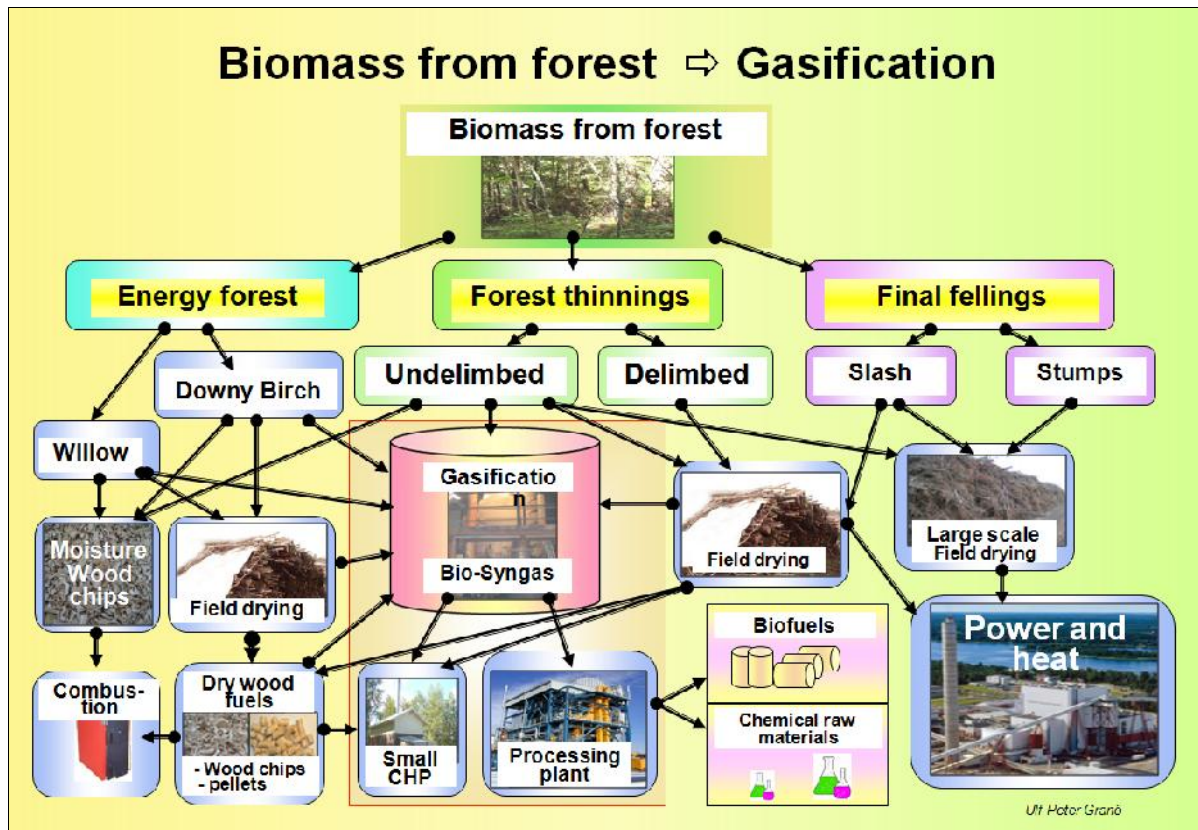 Biomass from forest ⇨ Gasification
Biomass from forest
Energy forest
Forest thinnings
Final fellings
Downy Birch
Undelimbed
Delimbed
Slash
Stumps
WIllow
Gasificatio
n
Bio-Syngas
Moisture
Wood
chips
Field drying
Field drying
Large scale
Field drying
Combus-
tion
Dry wood
fuels
- Wood chips
- pellets
Small
CHP
Processing
plant
Biofuels
Chemical raw
materials
Power and
heat
Ulf-Peter Granö